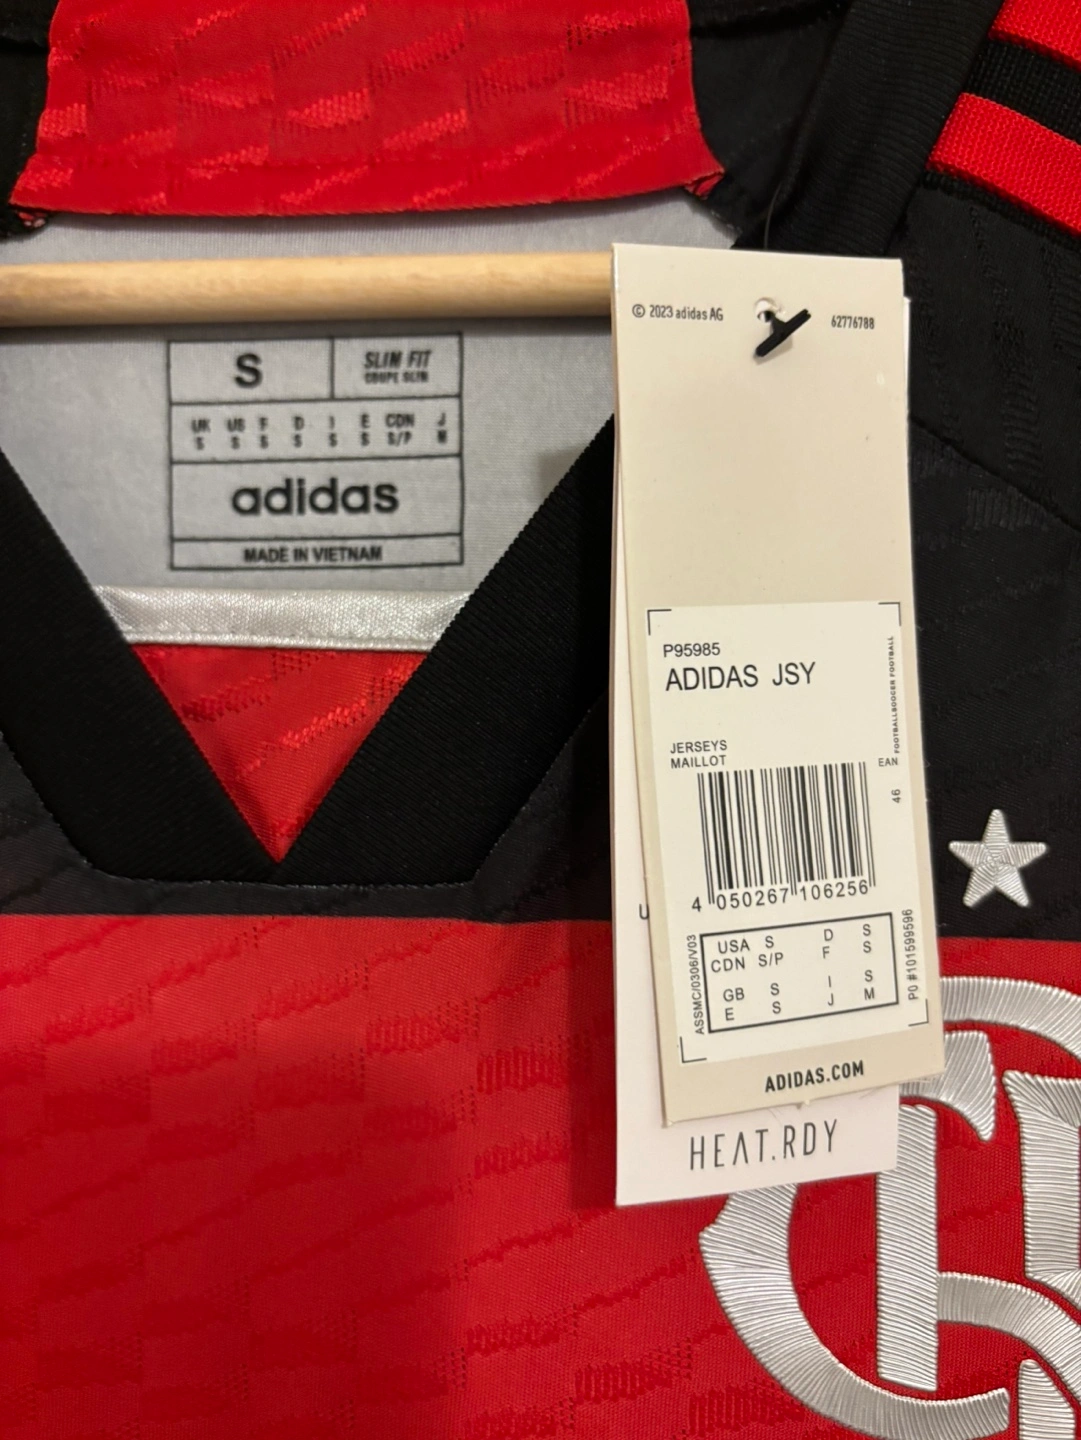 © 2023 adidas AG
62776788
S
SLIM FIT
COUPE SLIM
UK US F D I E CDN J
S S S S S S S/P M
adidas
MADE IN VIETNAM
P95985
ADIDAS JSY
JERSEYS
MAILLOT
FOOTBALL/SOCCER FOOTBALL
EAN
46
4 050267 106256
USA S D S
CDN S/P F S
GB S I S
E S J M
ASSMC/0306/V03
PO #101599596
ADIDAS.COM
HEAT.RDY